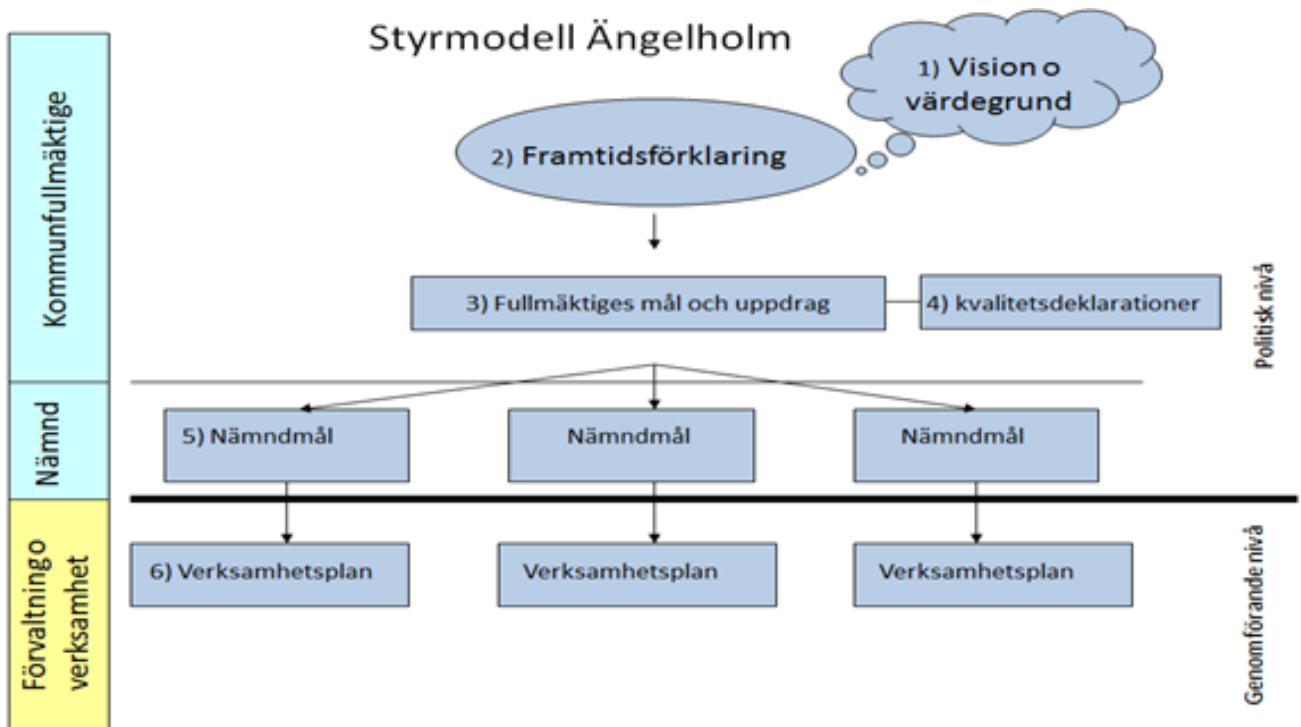 Styrmodell Ängelholm
1) Vision o
värdegrund
2) Framtidsförklaring
Kommunfullmäktige
3) Fullmäktiges mål och uppdrag
4) kvalitetsdeklarationer
Politisk nivå
Nämnd
5) Nämndmål
Nämndmål
Nämndmål
Förvaltning o
verksamhet
6) Verksamhetsplan
Verksamhetsplan
Verksamhetsplan
Genomförande nivå